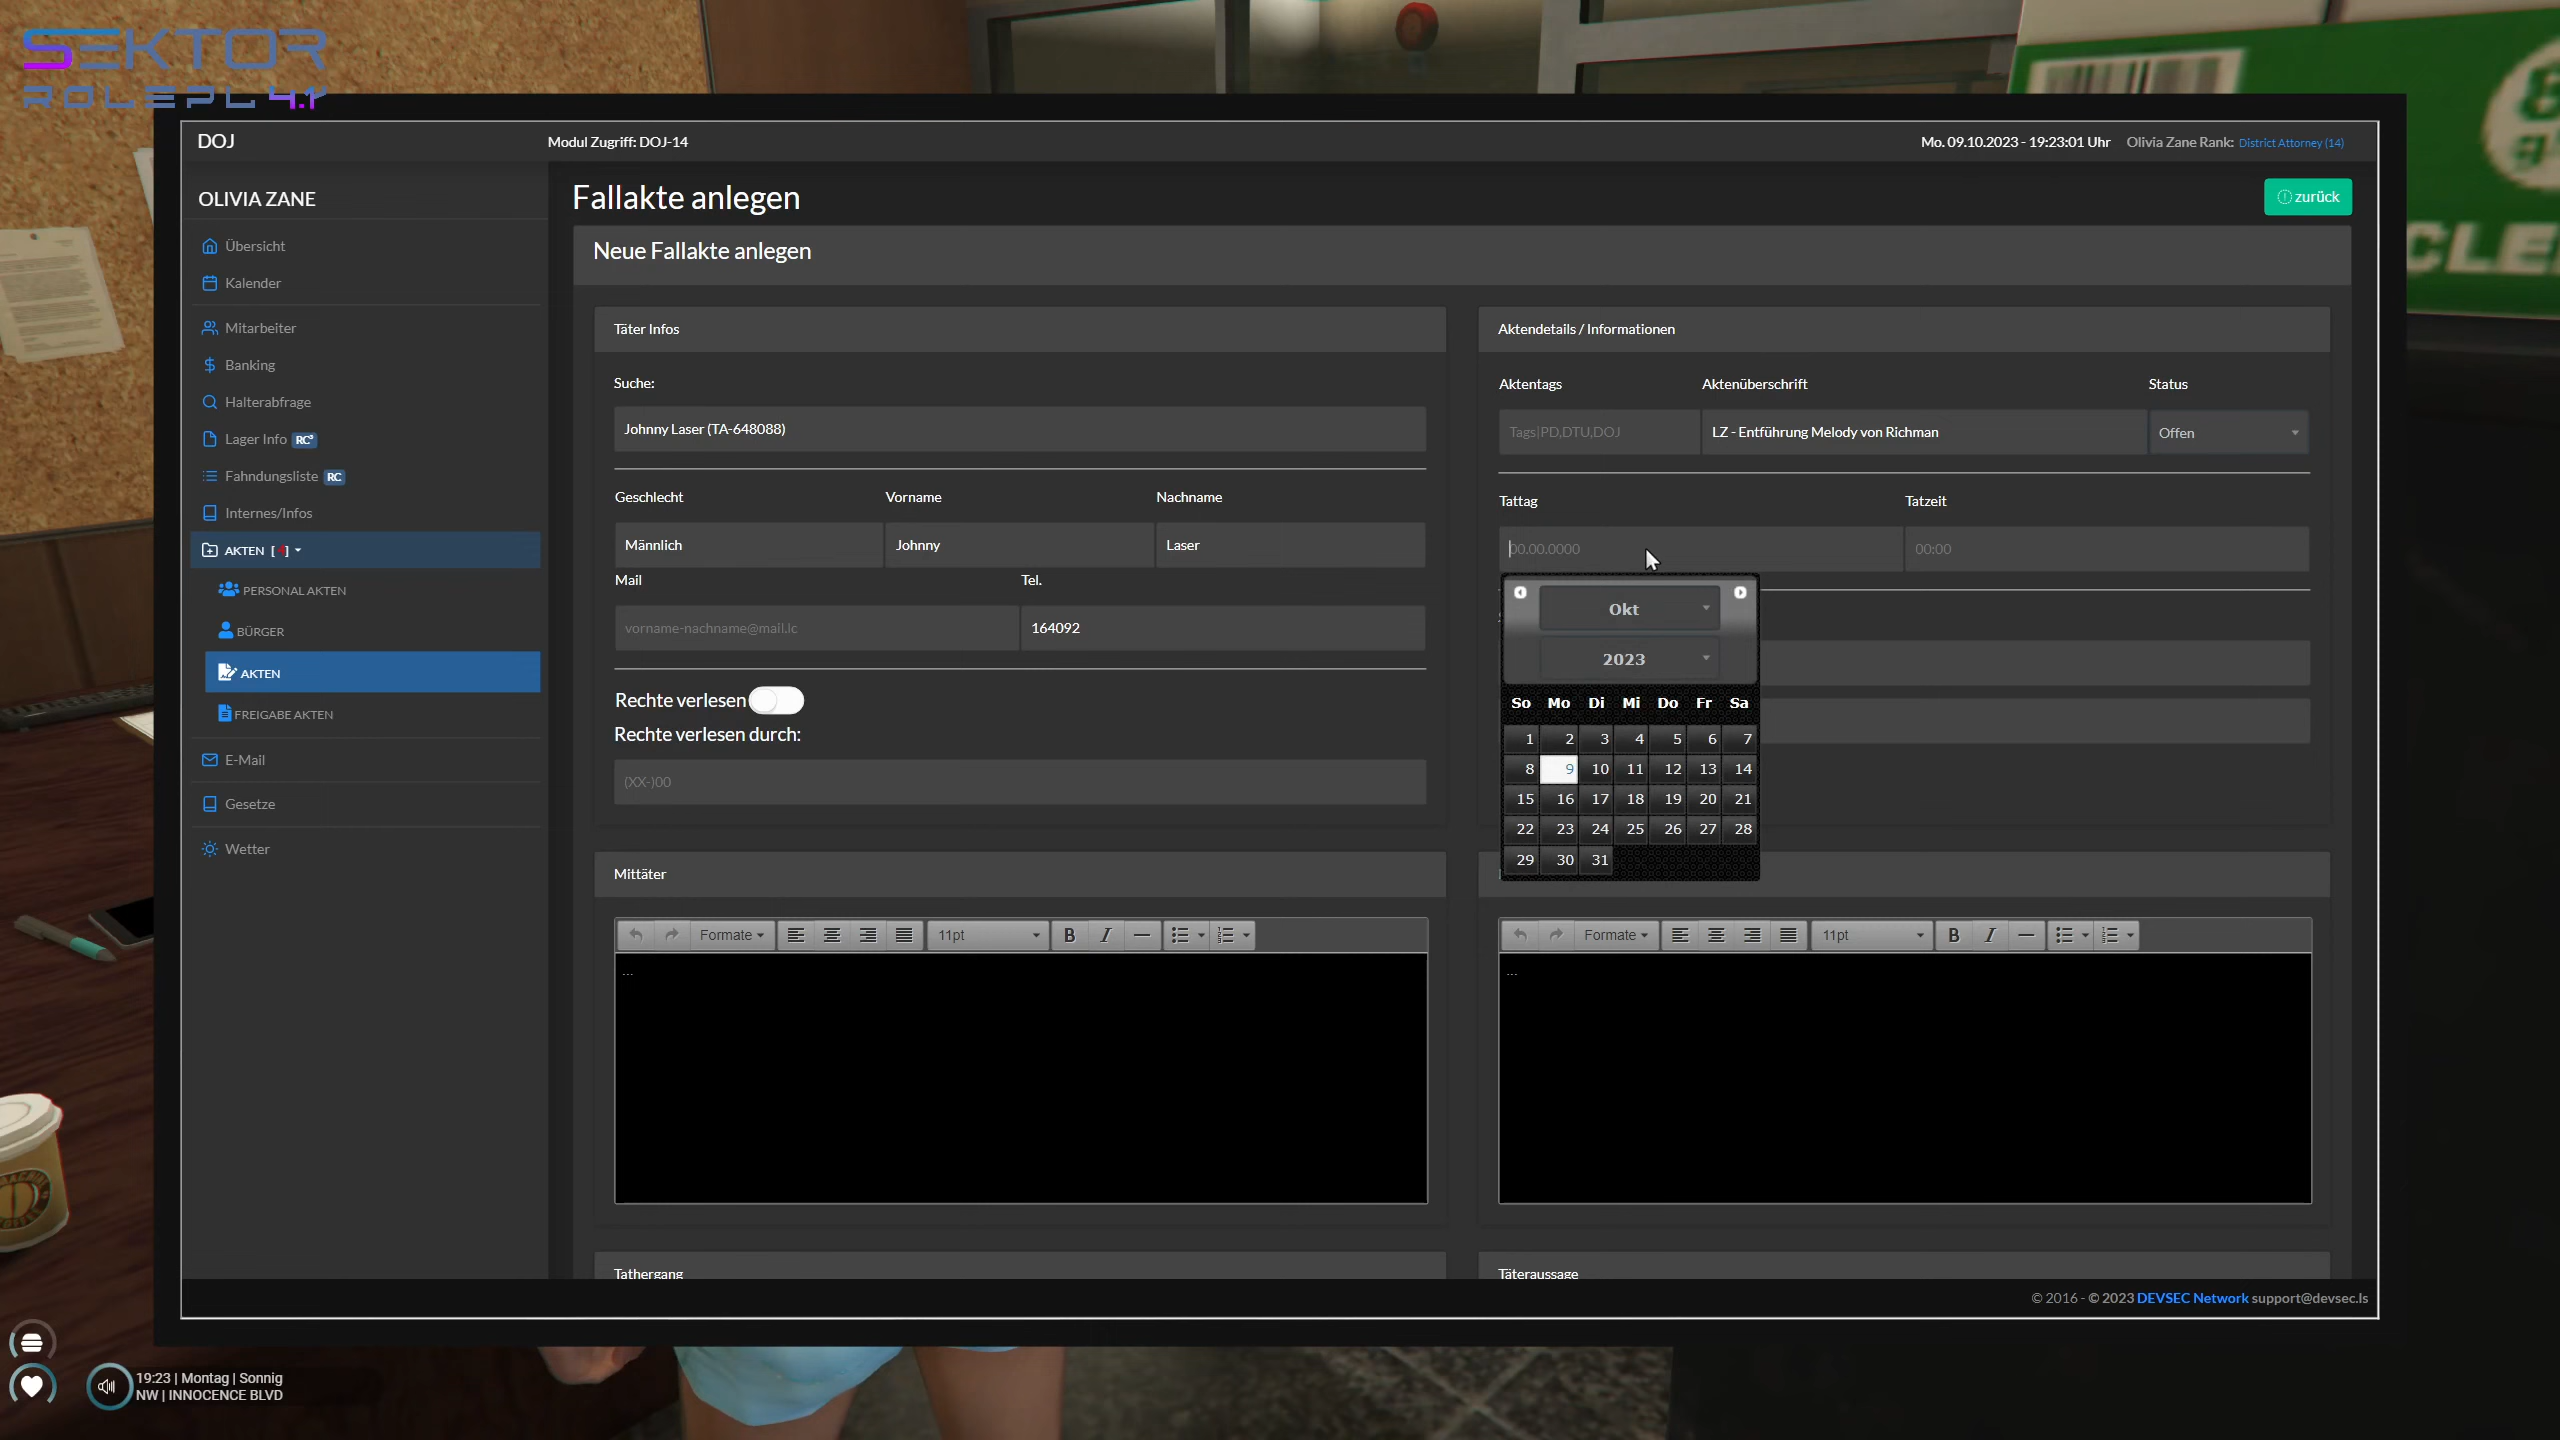 SEKTOR
ROLEPL4.Y
DOJ
Modul Zugriff: DOJ-14
Mo. 09.10.2023 - 19:23:01 Uhr
Olivia Zane Rank: District Attorney (14)
OLIVIA ZANE
Übersicht
Kalender
Mitarbeiter
Banking
Halterabfrage
Lager Info RC³
Fahndungsliste RC
Internes/Infos
AKTEN [ ]
PERSONAL AKTEN
BÜRGER
AKTEN
FREIGABE AKTEN
E-Mail
Gesetze
Wetter
Fallakte anlegen
zurück
Neue Fallakte anlegen
Täter Infos
Suche:
Johnny Laser (TA-648088)
Geschlecht Vorname Nachname
Männlich Johnny Laser
Mail Tel.
vorname-nachname@mail.lc 164092
Rechte verlesen
Rechte verlesen durch:
(XX-)00
Aktendetails / Informationen
Aktentags Aktenüberschrift Status
Tags|PD,DTU,DOJ LZ - Entführung Melody von Richman Offen
Tattag Tatzeit
00.00.0000 00:00
Okt
2023
So Mo Di Mi Do Fr Sa
1 2 3 4 5 6 7
8 9 10 11 12 13 14
15 16 17 18 19 20 21
22 23 24 25 26 27 28
29 30 31
Mittäter
Formate 11pt B I
...
Formate 11pt B I
...
Tathergang
Täteraussage
© 2016 - © 2023 DEVSEC Network support@devsec.ls
19:23 | Montag | Sonnig
NW | INNOCENCE BLVD